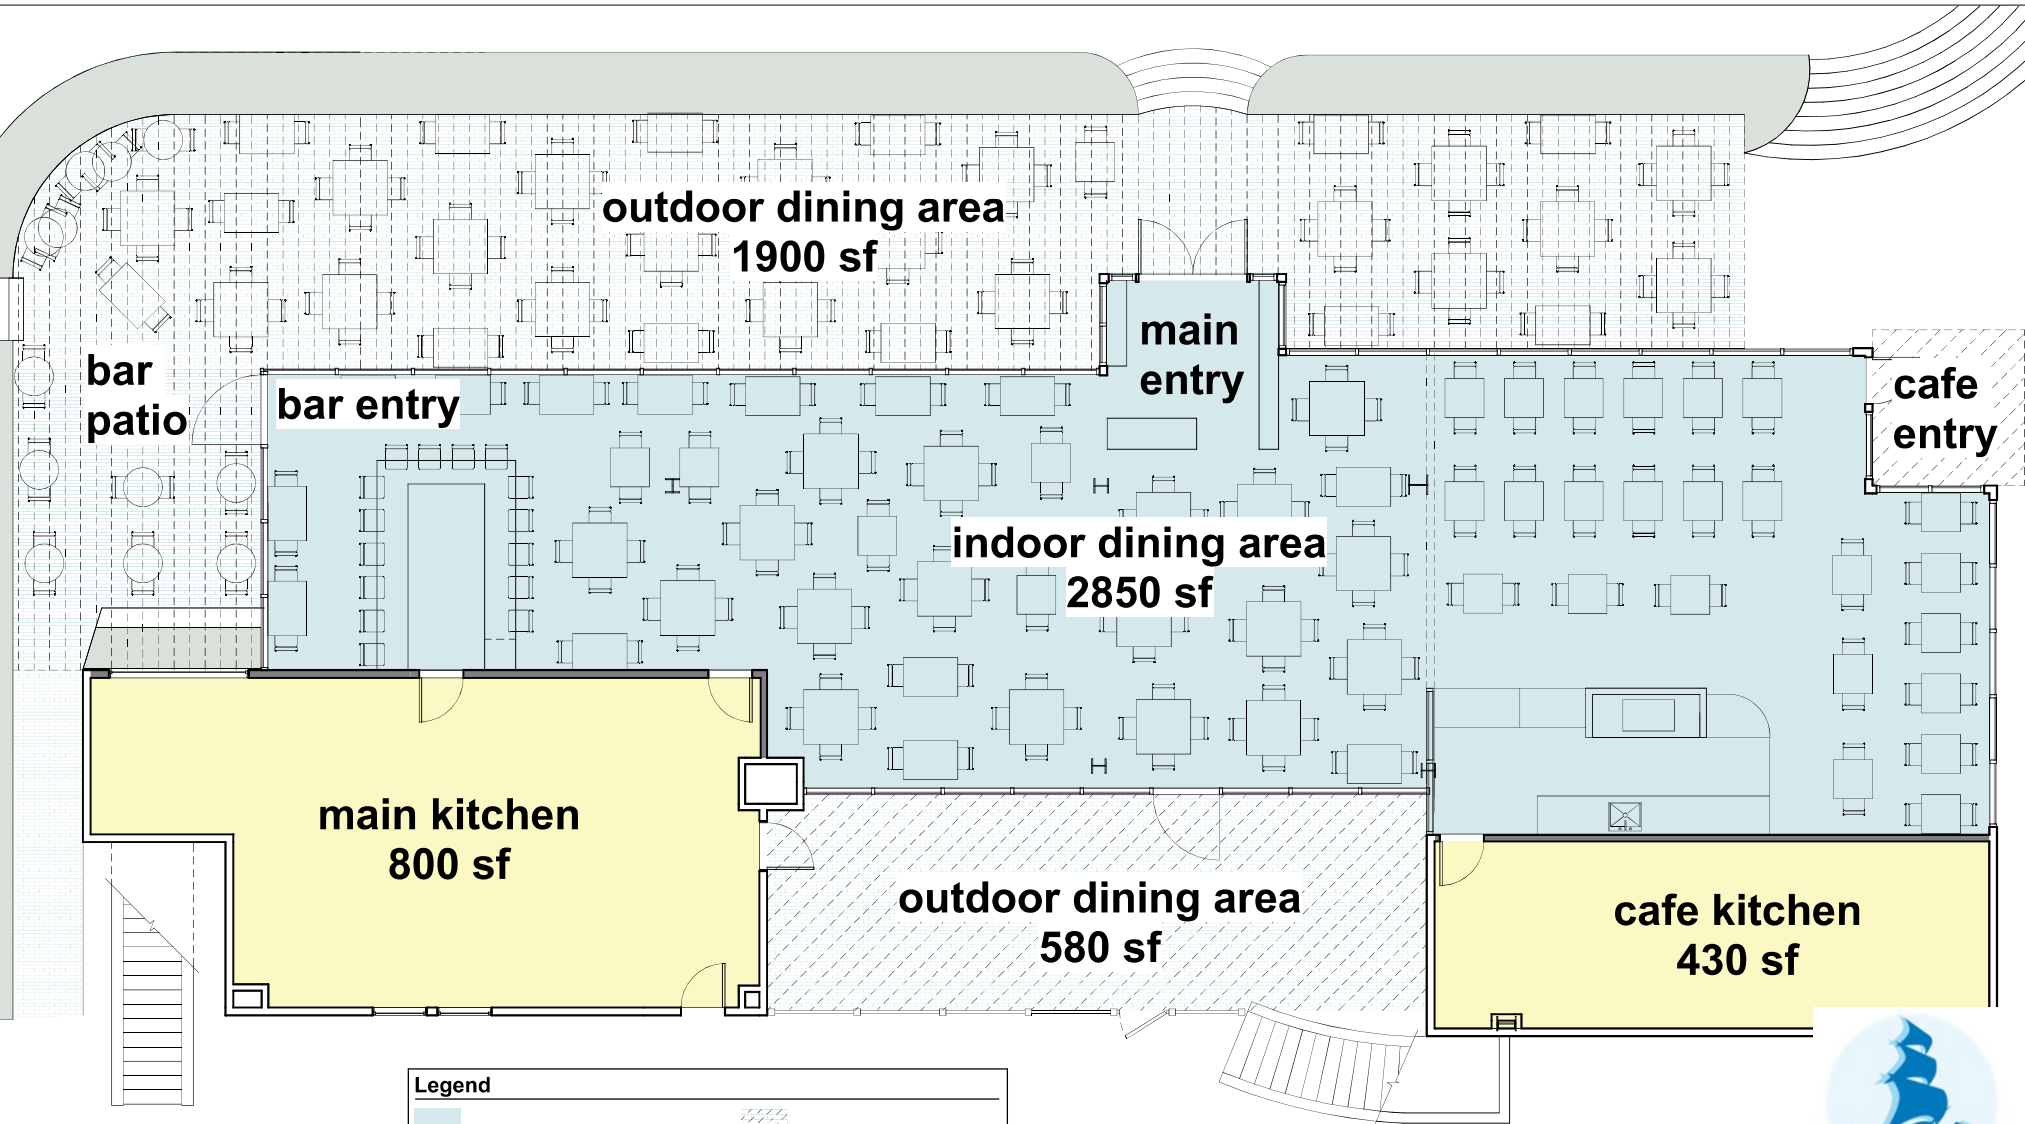 outdoor dining area
1900 sf
main
entry
bar
patio
bar entry
cafe
entry
indoor dining area
2850 sf
main kitchen
800 sf
outdoor dining area
580 sf
cafe kitchen
430 sf
Legend